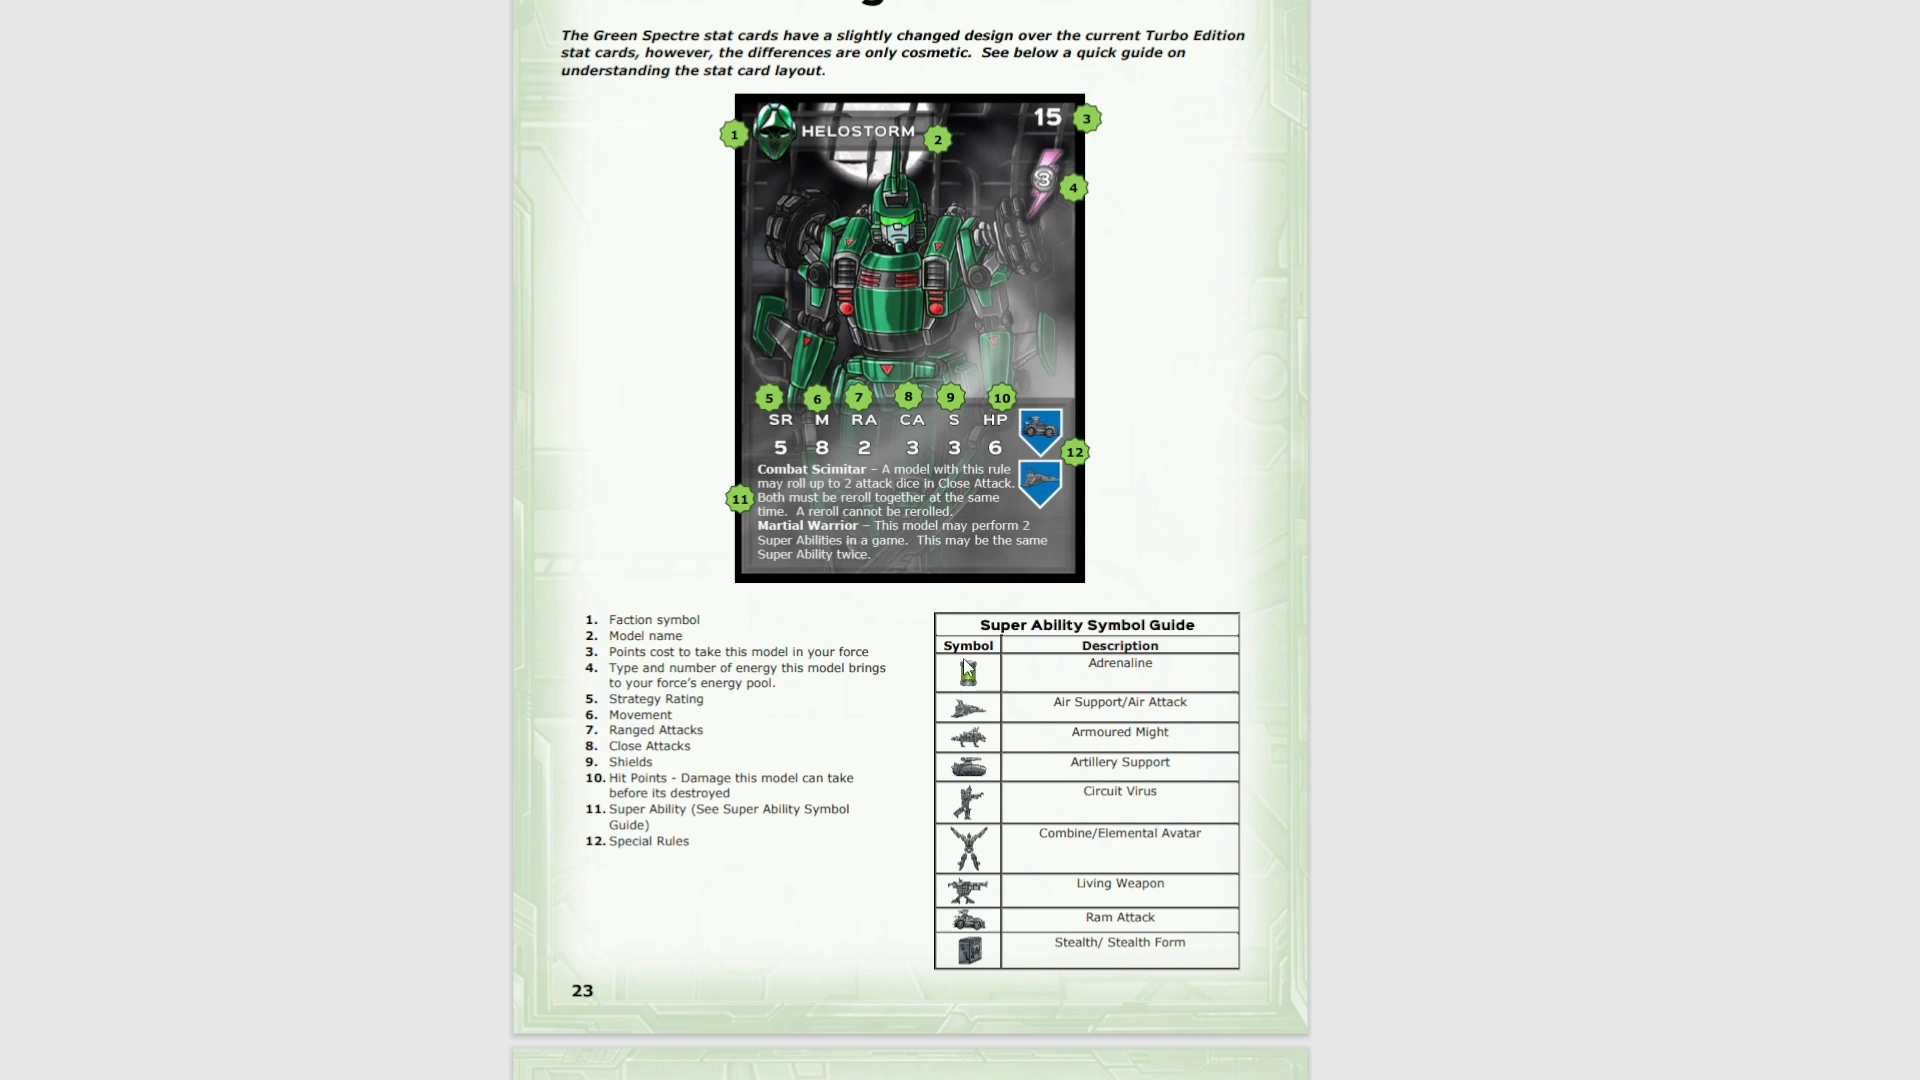 The Green Spectre stat cards have a slightly changed design over the current Turbo Edition
stat cards, however, the differences are only cosmetic.  See below a quick guide on
understanding the stat card layout.
1
HELOSTORM
2
15
3
3
4
5
6
7
8
9
10
SR M RA CA S HP
5 8 2 3 3 6
12
11
Combat Scimitar – A model with this rule
may roll up to 2 attack dice in Close Attack.
Both must be reroll together at the same
time.  A reroll cannot be rerolled.
Martial Warrior – This model may perform 2
Super Abilities in a game.  This may be the same
Super Ability twice.
1. Faction symbol
2. Model name
3. Points cost to take this model in your force
4. Type and number of energy this model brings
to your force's energy pool.
5. Strategy Rating
6. Movement
7. Ranged Attacks
8. Close Attacks
9. Shields
10. Hit Points - Damage this model can take
before its destroyed
11. Super Ability (See Super Ability Symbol
Guide)
12. Special Rules
Super Ability Symbol Guide
Symbol Description
Adrenaline
Air Support/Air Attack
Armoured Might
Artillery Support
Circuit Virus
Combine/Elemental Avatar
Living Weapon
Ram Attack
Stealth/ Stealth Form
23